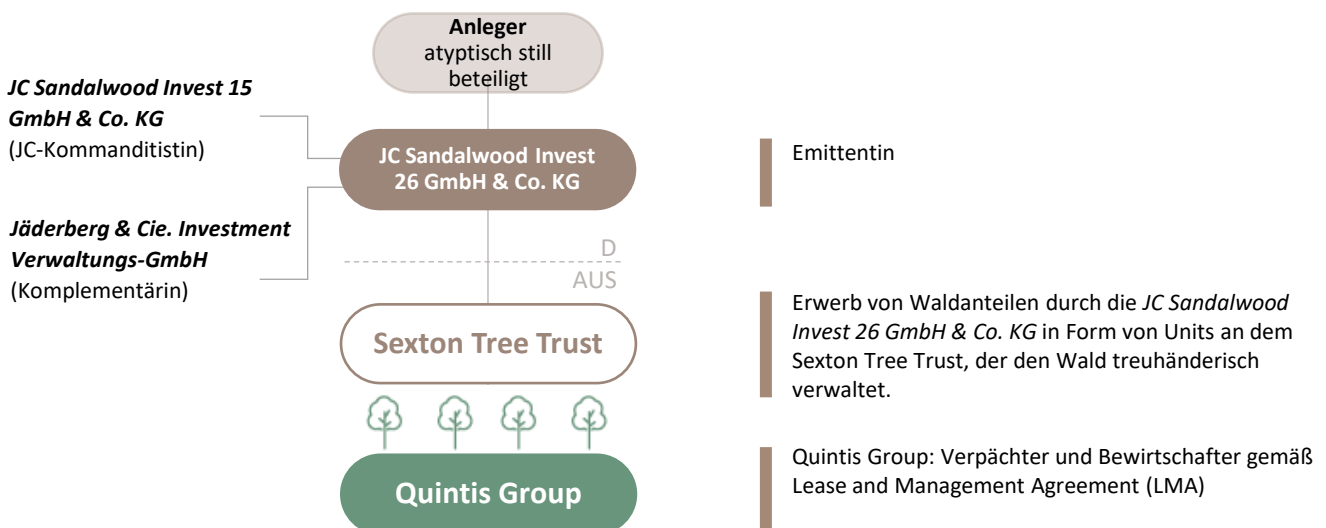 Anleger
atyptisch still
beteiligt
JC Sandalwood Invest 15
GmbH & Co. KG
(JC-Kommanditistin)
JC Sandalwood Invest
26 GmbH & Co. KG
Emittentin
Jäderberg & Cie. Investment
Verwaltungs-GmbH
(Komplementärin)
D
AUS
Sexton Tree Trust
Erwerb von Waldanteilen durch die JC Sandalwood
Invest 26 GmbH & Co. KG in Form von Units an dem
Sexton Tree Trust, der den Wald treuhänderisch
verwaltet.
Quintis Group
Quintis Group: Verpächter und Bewirtschafter gemäß
Lease and Management Agreement (LMA)